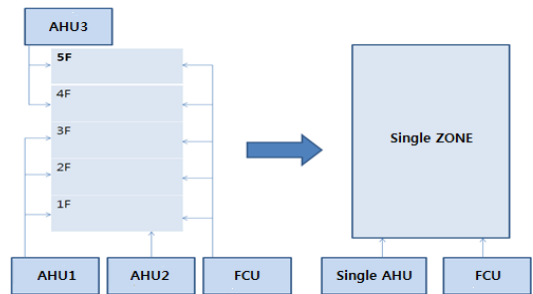 AHU3
5F
4F
3F
2F
1F
AHU1
AHU2
FCU
Single ZONE
Single AHU
FCU